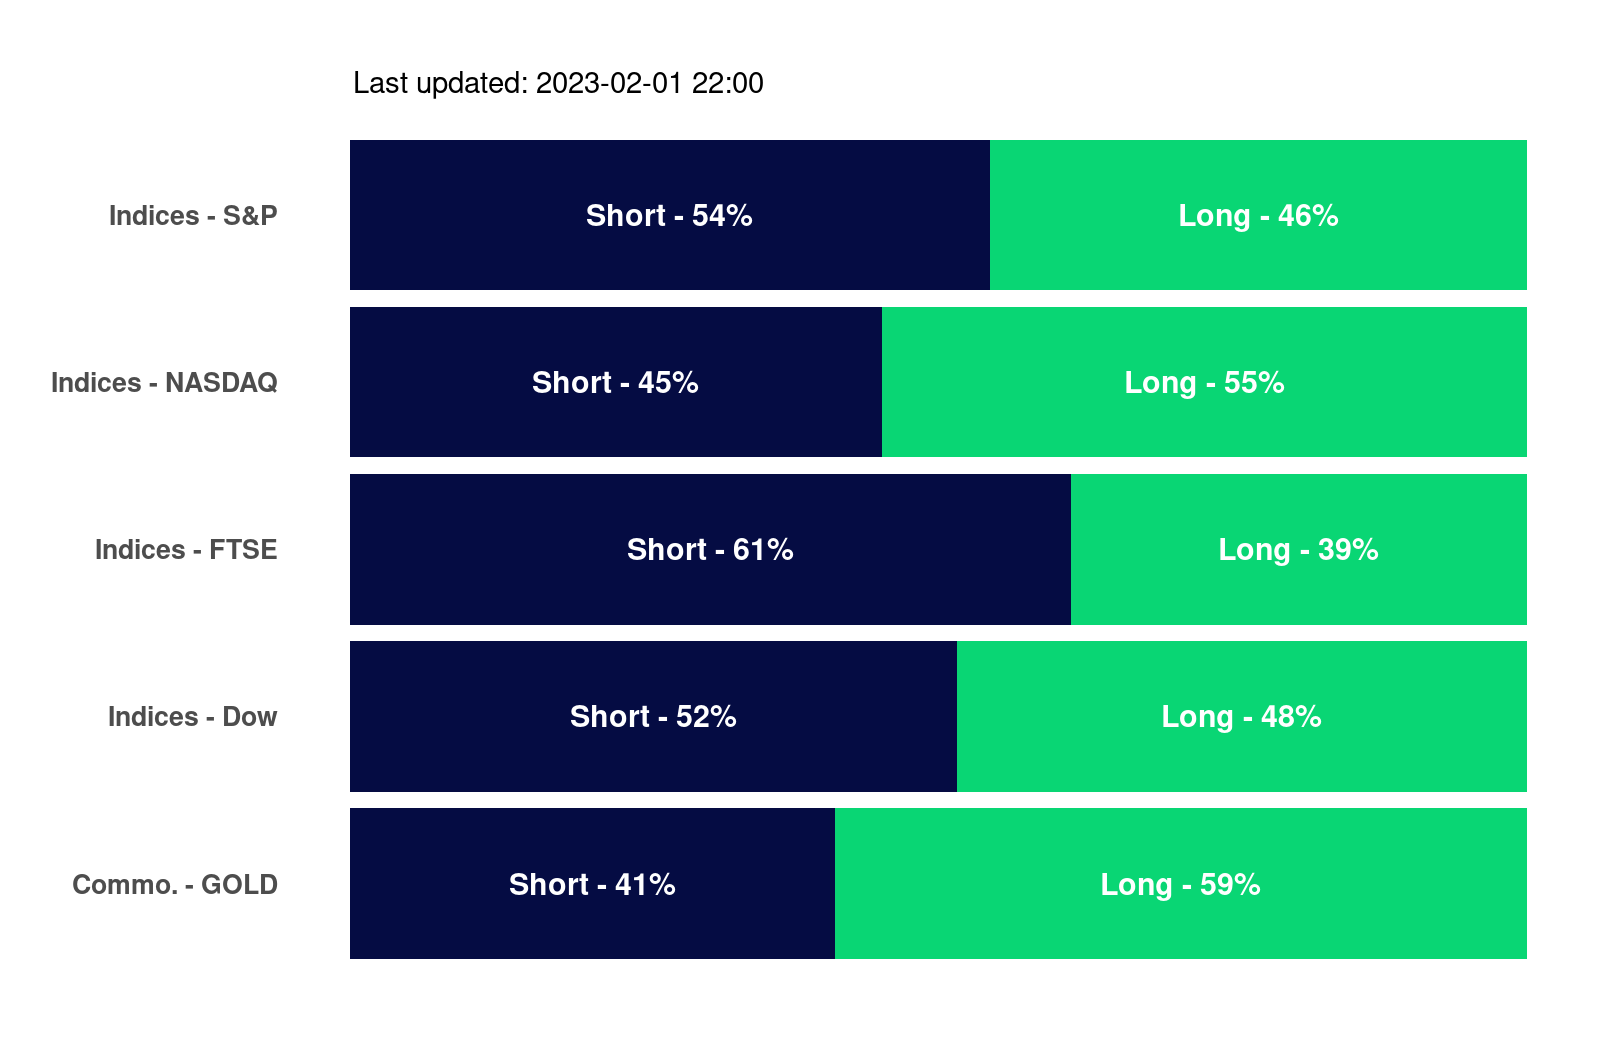 Last updated: 2023-02-01 22:00
Indices - S&P Short - 54% Long - 46%
Indices - NASDAQ Short - 45% Long - 55%
Indices - FTSE Short - 61% Long - 39%
Indices - Dow Short - 52% Long - 48%
Commo. - GOLD Short - 41% Long - 59%